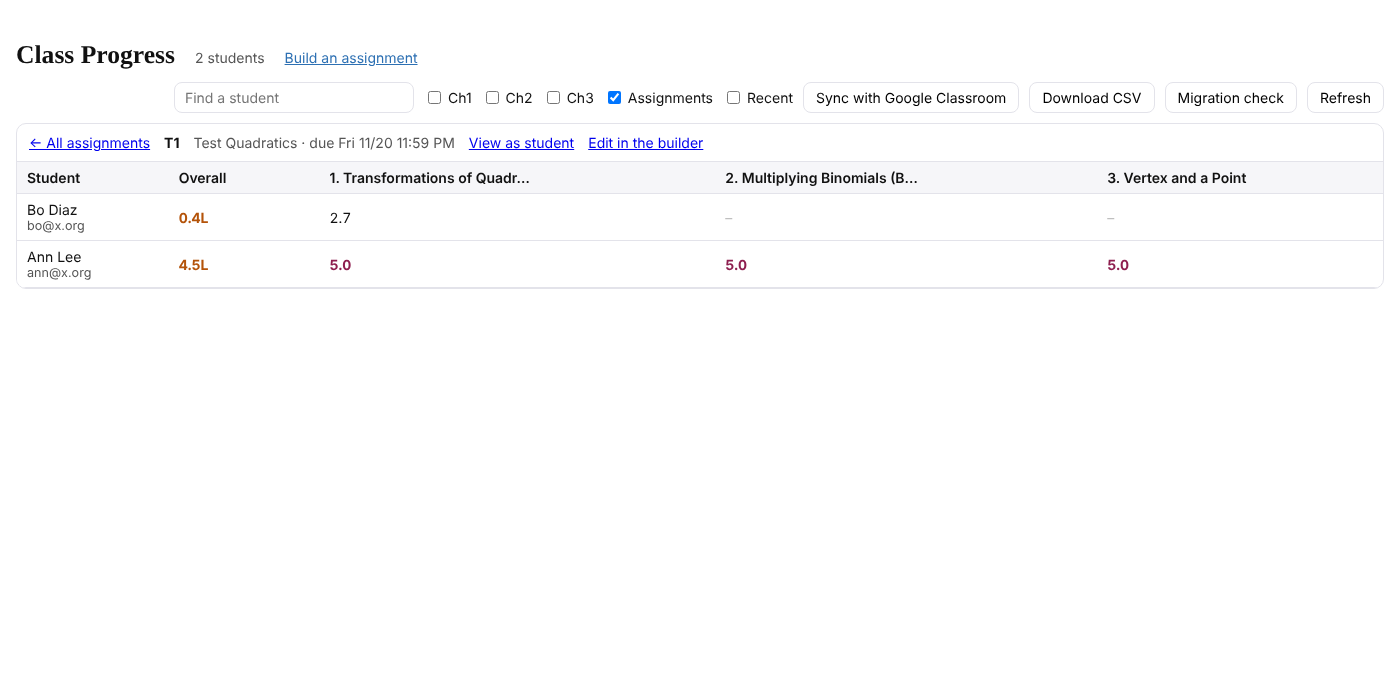 Class Progress 2 students Build an assignment
Find a student Ch1 Ch2 Ch3 Assignments Recent Sync with Google Classroom Download CSV Migration check Refresh
← All assignments T1 Test Quadratics · due Fri 11/20 11:59 PM View as student Edit in the builder
Student Overall 1. Transformations of Quadr... 2. Multiplying Binomials (B... 3. Vertex and a Point
Bo Diaz
bo@x.org
0.4L 2.7 – –
Ann Lee
ann@x.org
4.5L 5.0 5.0 5.0